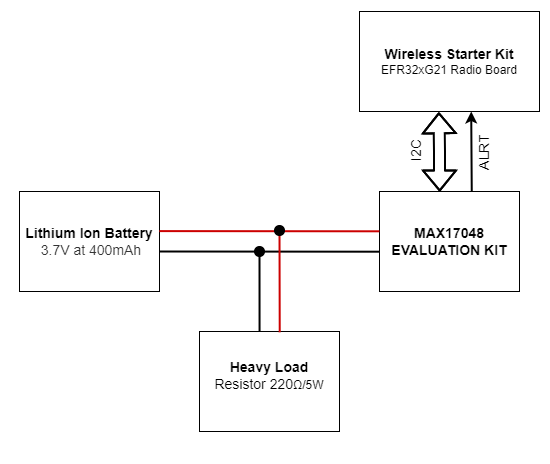 Wireless Starter Kit
EFR32xG21 Radio Board
I2C
ALRT
Lithium Ion Battery
3.7V at 400mAh
MAX17048
EVALUATION KIT
Heavy Load
Resistor 220Ω/5W